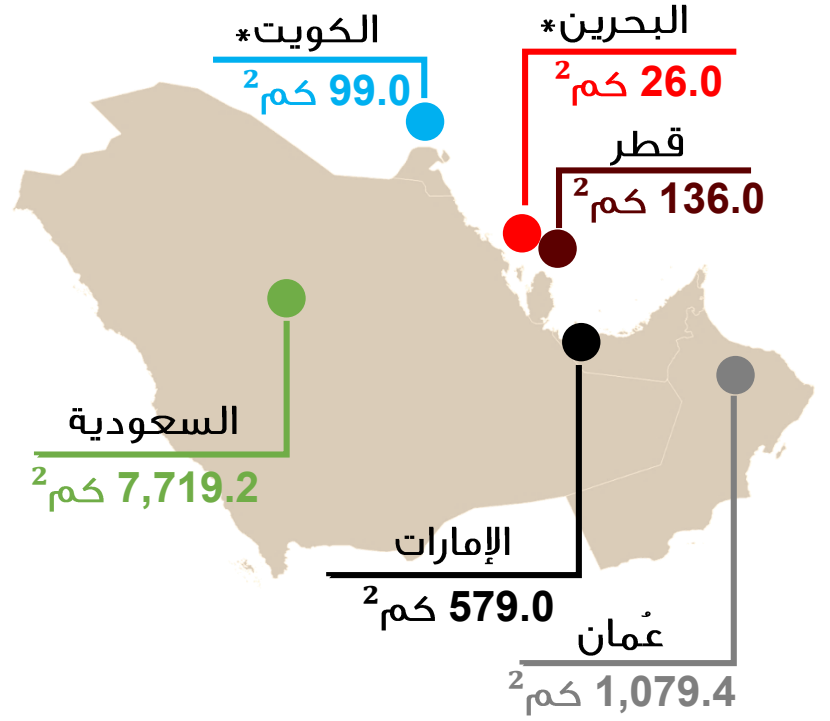 البحرين*
26.0 كم²
الكويت*
99.0 كم²
قطر
136.0 كم²
السعودية
7,719.2 كم²
الإمارات
579.0 كم²
عُمان
1,079.4 كم²